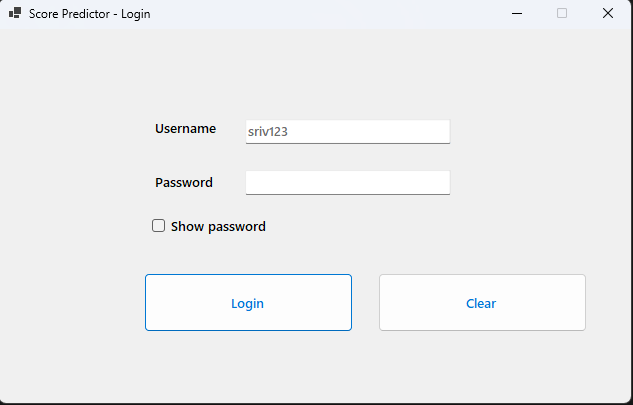 Score Predictor - Login
Username
sriv123
Password
Show password
Login
Clear